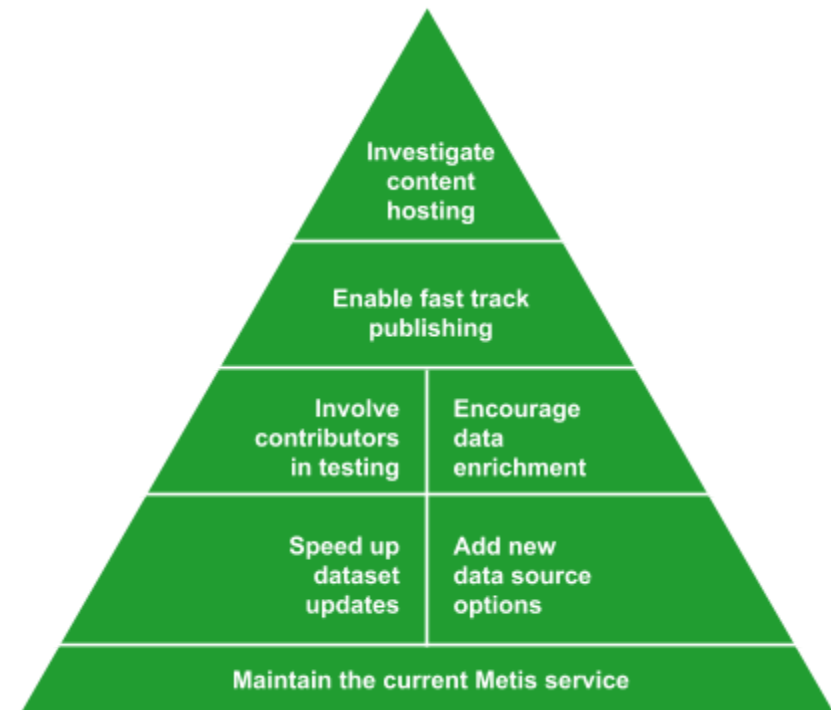 Investigate
content
hosting
Enable fast track
publishing
Involve
contributors
in testing
Encourage
data
enrichment
Speed up
dataset
updates
Add new
data source
options
Maintain the current Metis service